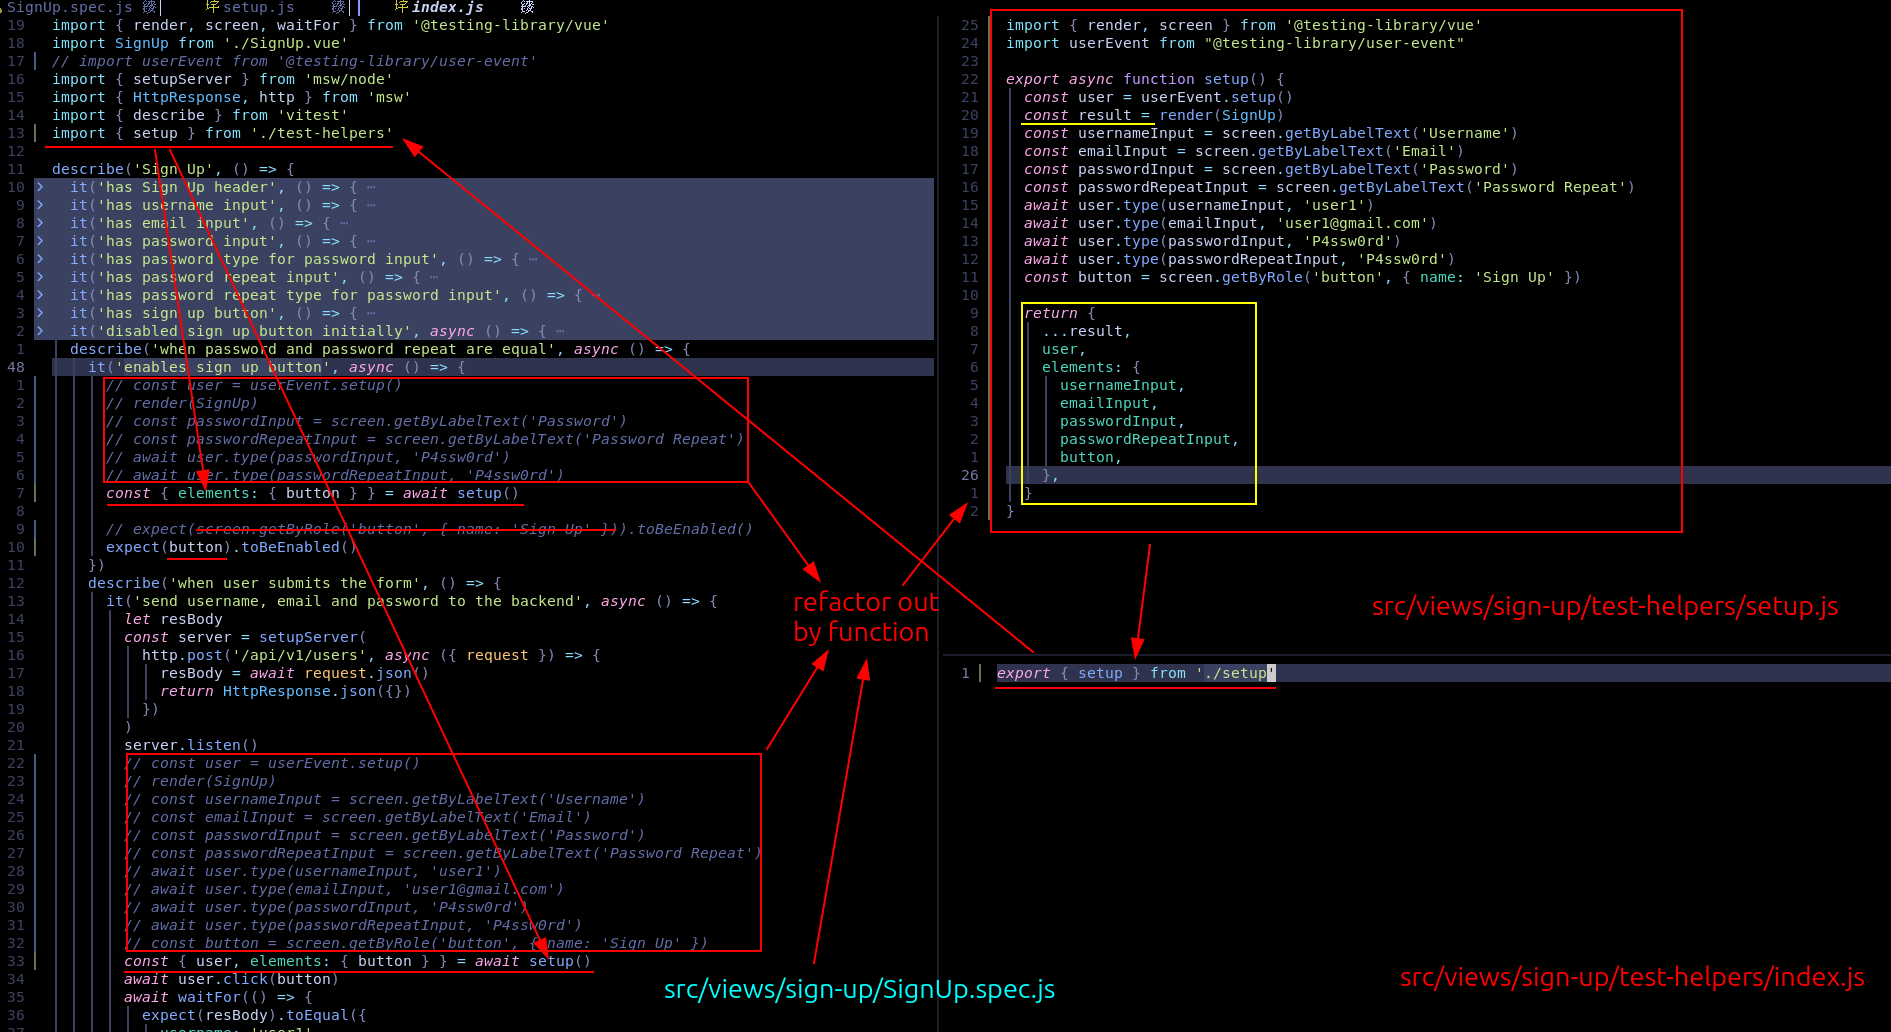 SignUp.spec.js setup.js index.js
19 import { render, screen, waitFor } from '@testing-library/vue'
18 import SignUp from './SignUp.vue'
17 // import userEvent from '@testing-library/user-event'
16 import { setupServer } from 'msw/node'
15 import { HttpResponse, http } from 'msw'
14 import { describe } from 'vitest'
13 import { setup } from './test-helpers'
12
11 describe('Sign Up', () => {
10 > it('has Sign Up header', () => { ⋯
9 > it('has username input', () => { ⋯
8 > it('has email input', () => { ⋯
7 > it('has password input', () => { ⋯
6 > it('has password type for password input', () => { ⋯
5 > it('has password repeat input', () => { ⋯
4 > it('has password repeat type for password input', () => { ⋯
3 > it('has sign up button', () => { ⋯
2 > it('disabled sign up button initially', async () => { ⋯
1 describe('when password and password repeat are equal', async () => {
48 it('enables sign up button', async () => {
1 // const user = userEvent.setup()
2 // render(SignUp)
3 // const passwordInput = screen.getByLabelText('Password')
4 // const passwordRepeatInput = screen.getByLabelText('Password Repeat')
5 // await user.type(passwordInput, 'P4ssw0rd')
6 // await user.type(passwordRepeatInput, 'P4ssw0rd')
7 const { elements: { button } } = await setup()
8
9 // expect(screen.getByRole('button', { name: 'Sign Up' })).toBeEnabled()
10 expect(button).toBeEnabled()
11 })
12 describe('when user submits the form', () => {
13 it('send username, email and password to the backend', async () => {
14 let resBody
15 const server = setupServer(
16 http.post('/api/v1/users', async ({ request }) => {
17 resBody = await request.json()
18 return HttpResponse.json({})
19 })
20 )
21 server.listen()
22 // const user = userEvent.setup()
23 // render(SignUp)
24 // const usernameInput = screen.getByLabelText('Username')
25 // const emailInput = screen.getByLabelText('Email')
26 // const passwordInput = screen.getByLabelText('Password')
27 // const passwordRepeatInput = screen.getByLabelText('Password Repeat')
28 // await user.type(usernameInput, 'user1')
29 // await user.type(emailInput, 'user1@gmail.com')
30 // await user.type(passwordInput, 'P4ssw0rd')
31 // await user.type(passwordRepeatInput, 'P4ssw0rd')
32 // const button = screen.getByRole('button', { name: 'Sign Up' })
33 const { user, elements: { button } } = await setup()
34 await user.click(button)
35 await waitFor(() => {
36 expect(resBody).toEqual({
37 username: 'user1',
refactor out
by function
src/views/sign-up/SignUp.spec.js
25 import { render, screen } from '@testing-library/vue'
24 import userEvent from "@testing-library/user-event"
23
22 export async function setup() {
21 const user = userEvent.setup()
20 const result = render(SignUp)
19 const usernameInput = screen.getByLabelText('Username')
18 const emailInput = screen.getByLabelText('Email')
17 const passwordInput = screen.getByLabelText('Password')
16 const passwordRepeatInput = screen.getByLabelText('Password Repeat')
15 await user.type(usernameInput, 'user1')
14 await user.type(emailInput, 'user1@gmail.com')
13 await user.type(passwordInput, 'P4ssw0rd')
12 await user.type(passwordRepeatInput, 'P4ssw0rd')
11 const button = screen.getByRole('button', { name: 'Sign Up' })
10
9 return {
8 ...result,
7 user,
6 elements: {
5 usernameInput,
4 emailInput,
3 passwordInput,
2 passwordRepeatInput,
1 button,
26 },
1 }
2 }
src/views/sign-up/test-helpers/setup.js
1 export { setup } from './setup'
src/views/sign-up/test-helpers/index.js